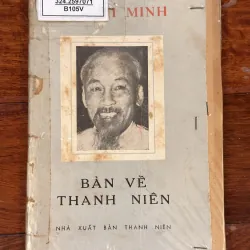 324.2597071
B105V
MINH
BÀN VỀ
THANH NIÊN
NHÀ XUẤT BẢN THANH NIÊN